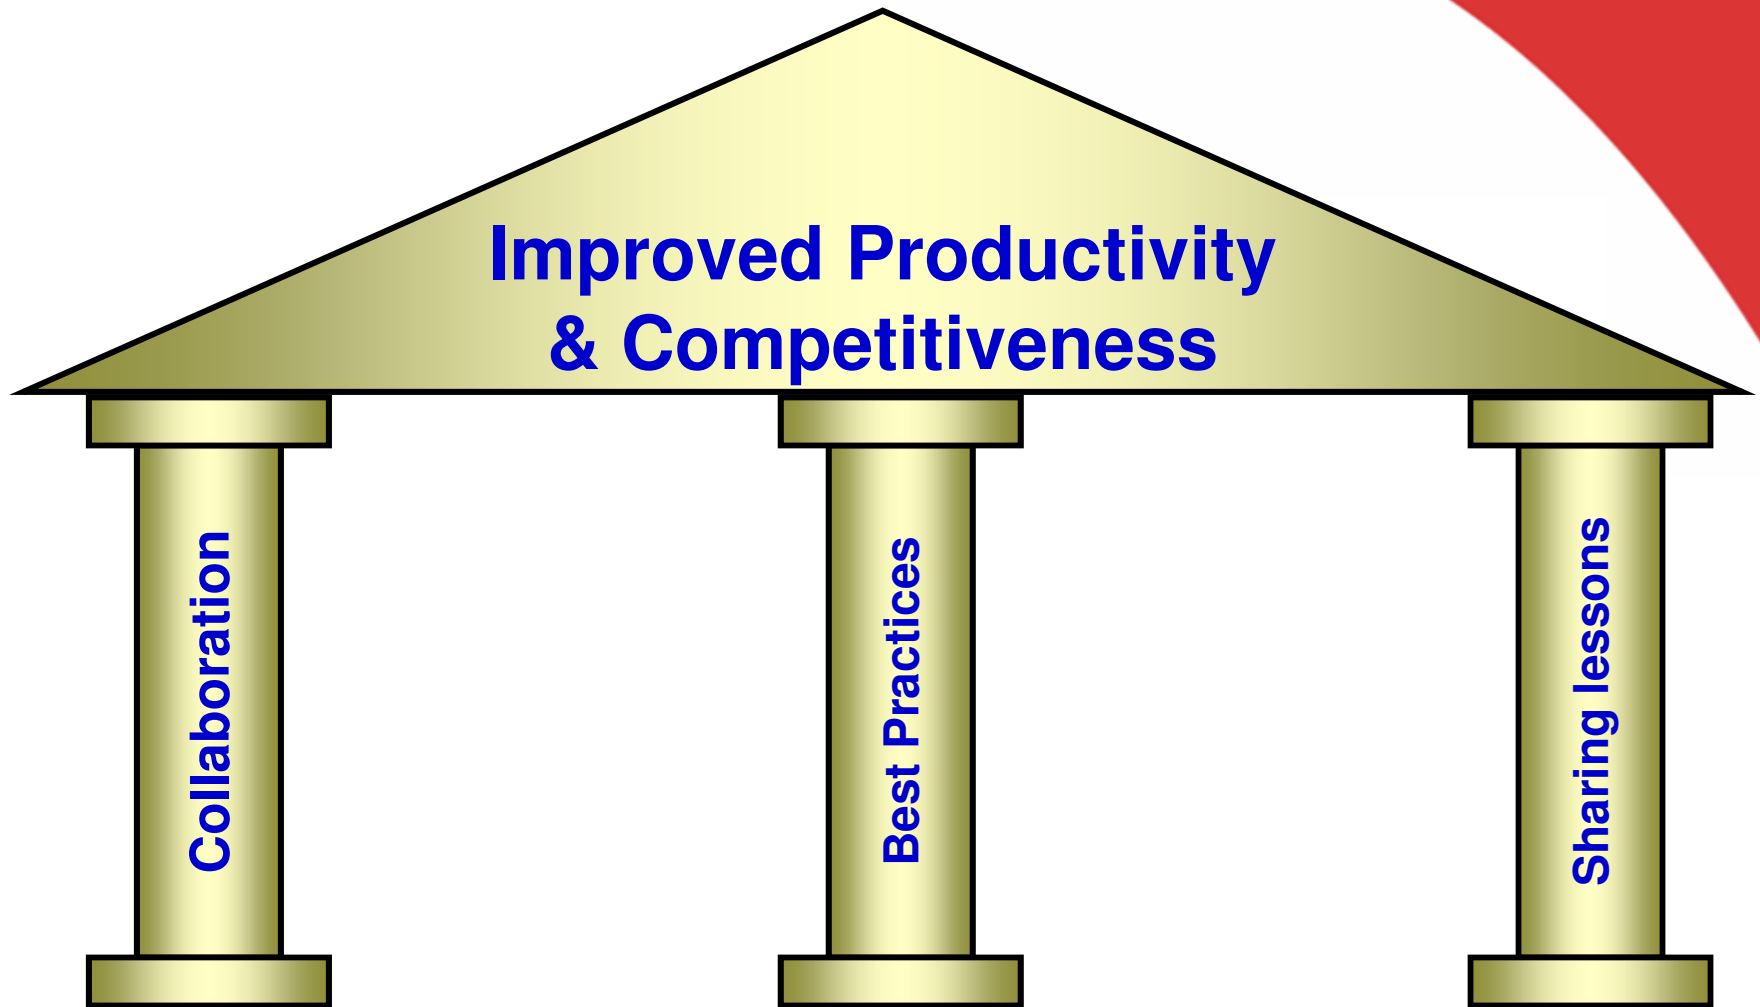 Improved Productivity
& Competitiveness
Collaboration
Best Practices
Sharing lessons